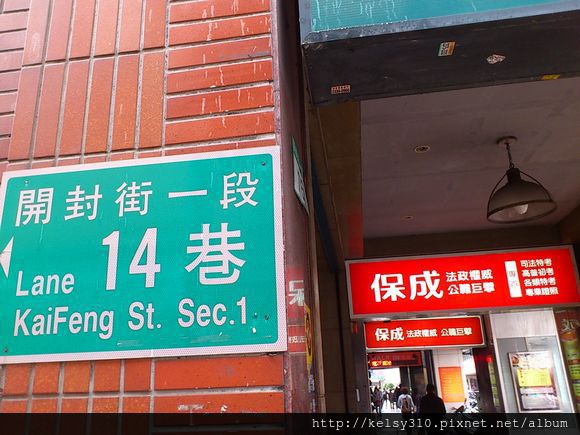 開封街一段
14巷
Lane
KaiFeng St. Sec.1
保成 法政權威
公職巨擘
專攻
司法特考
高普初考
各類特考
專業證照
保成 法政權威 公職巨擘
http://kelsy310.pixnet.net/album